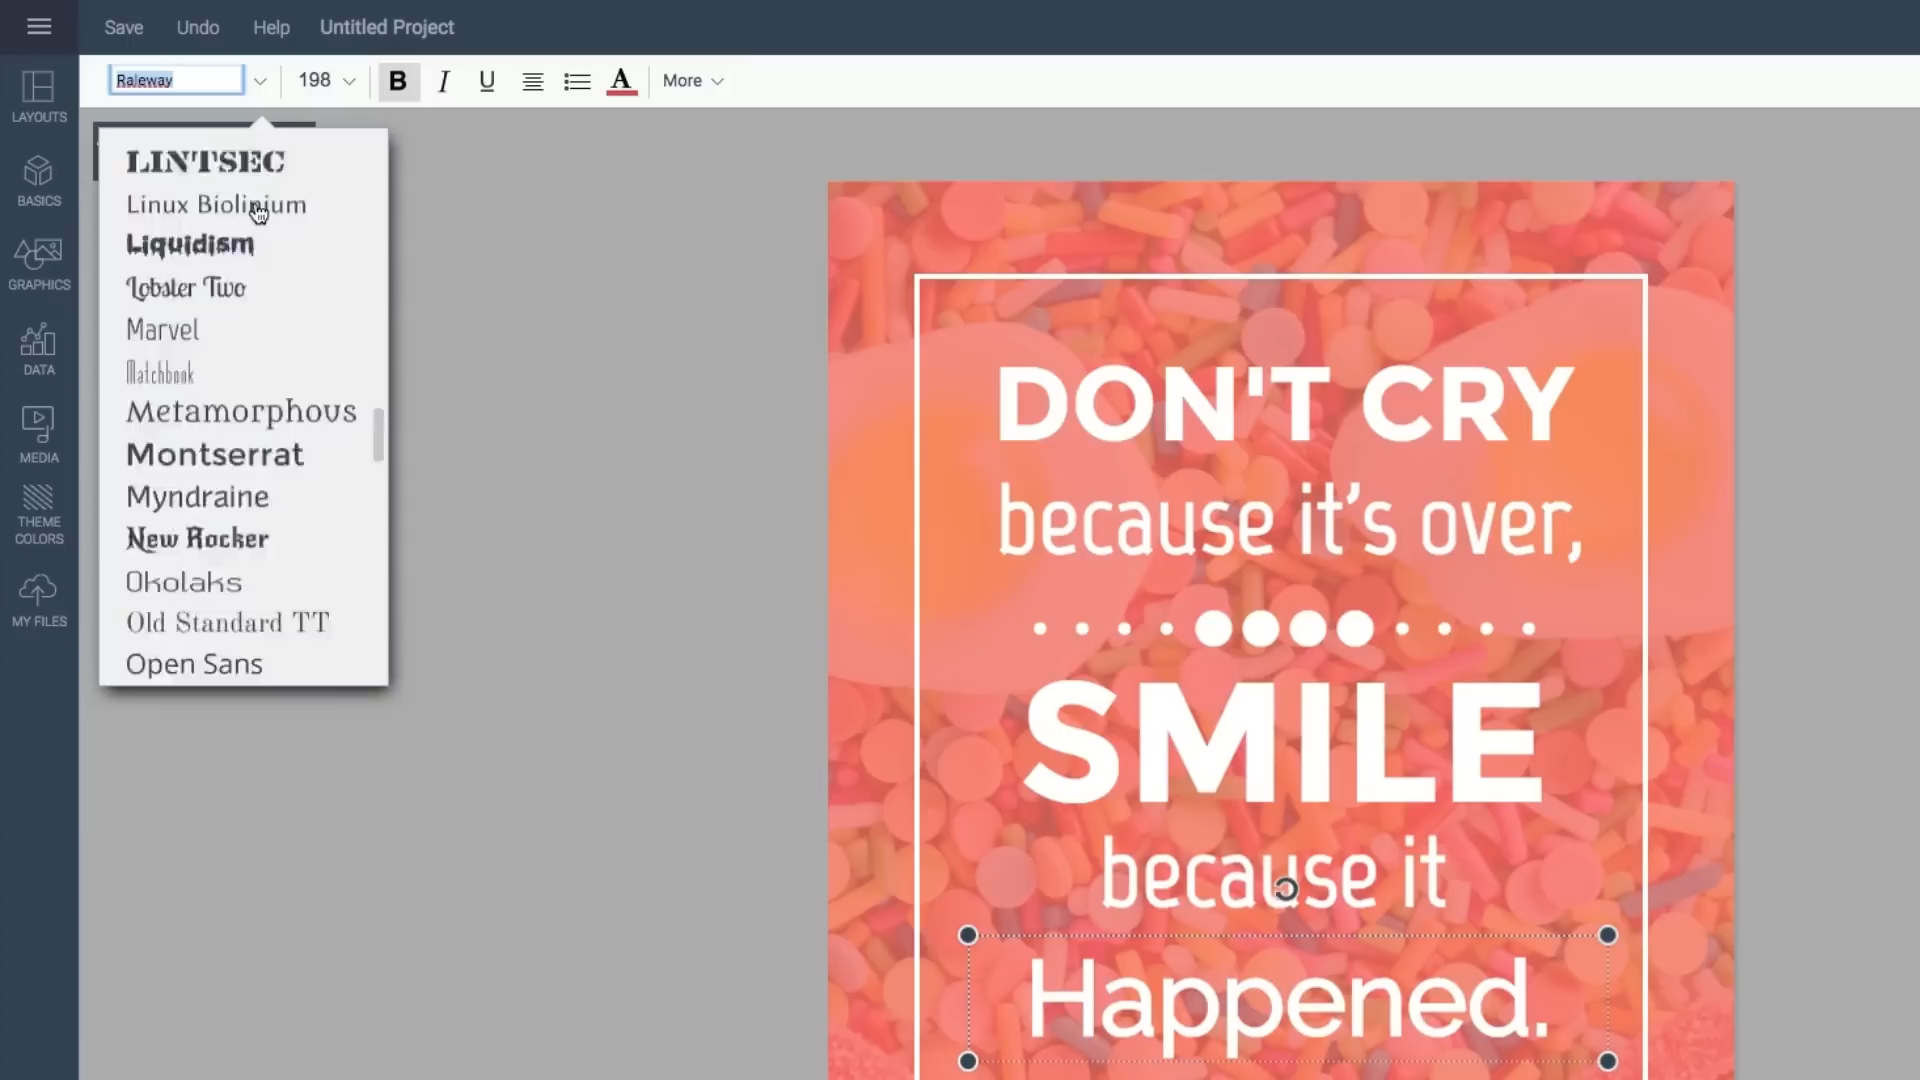 Save Undo Help Untitled Project
Raleway 198 B I U A More
LAYOUTS
BASICS
GRAPHICS
DATA
MEDIA
THEME
COLORS
MY FILES
LINTSEC
Linux Biolinium
Liquidism
Lobster Two
Marvel
Matchbook
Metamorphous
Montserrat
Myndraine
New Rocker
Okolaks
Old Standard TT
Open Sans
DON'T CRY
because it’s over,
SMILE
because it
Happened.